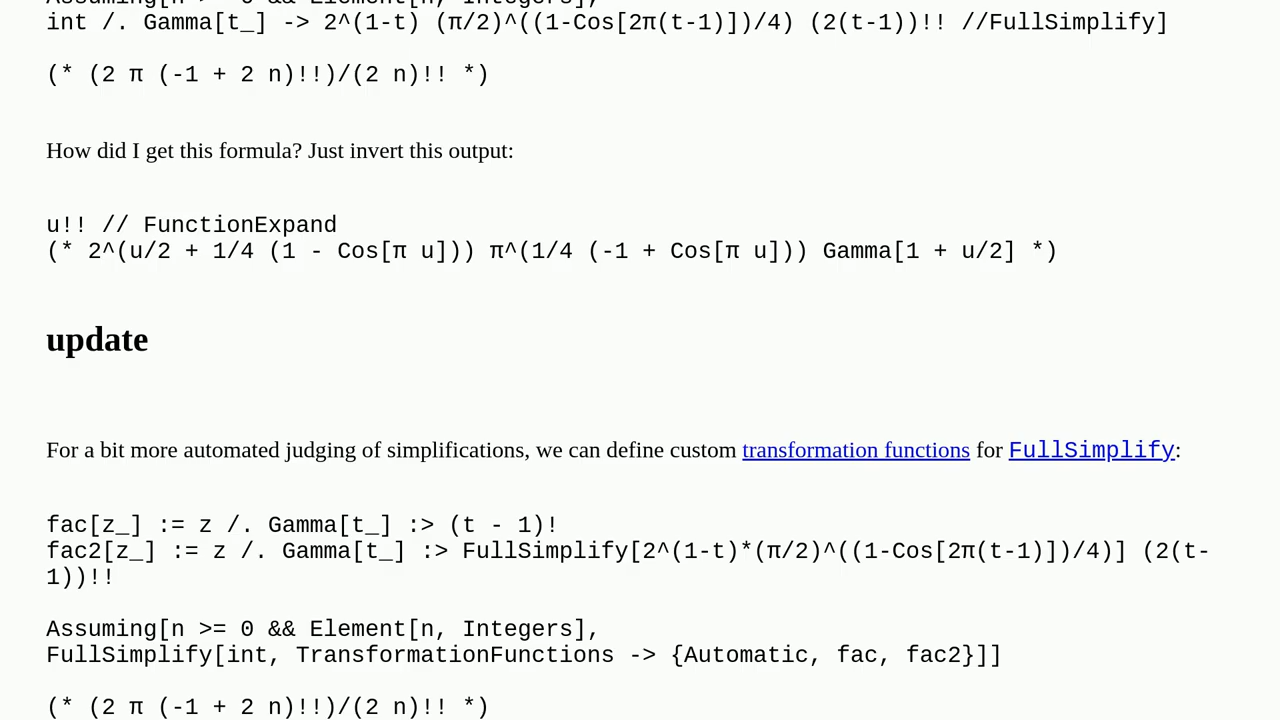 Assuming[n >= 0 && Element[n, Integers],
int /. Gamma[t_] -> 2^(1-t) (π/2)^((1-Cos[2π(t-1)])/4) (2(t-1))!! //FullSimplify]
(* (2 π (-1 + 2 n)!!)/(2 n)!! *)
How did I get this formula? Just invert this output:
u!! // FunctionExpand
(* 2^(u/2 + 1/4 (1 - Cos[π u])) π^(1/4 (-1 + Cos[π u])) Gamma[1 + u/2] *)
update
For a bit more automated judging of simplifications, we can define custom transformation functions for FullSimplify:
fac[z_] := z /. Gamma[t_] :> (t - 1)!
fac2[z_] := z /. Gamma[t_] :> FullSimplify[2^(1-t)*(π/2)^((1-Cos[2π(t-1)])/4)] (2(t-
1))!!
Assuming[n >= 0 && Element[n, Integers],
FullSimplify[int, TransformationFunctions -> {Automatic, fac, fac2}]]
(* (2 π (-1 + 2 n)!!)/(2 n)!! *)